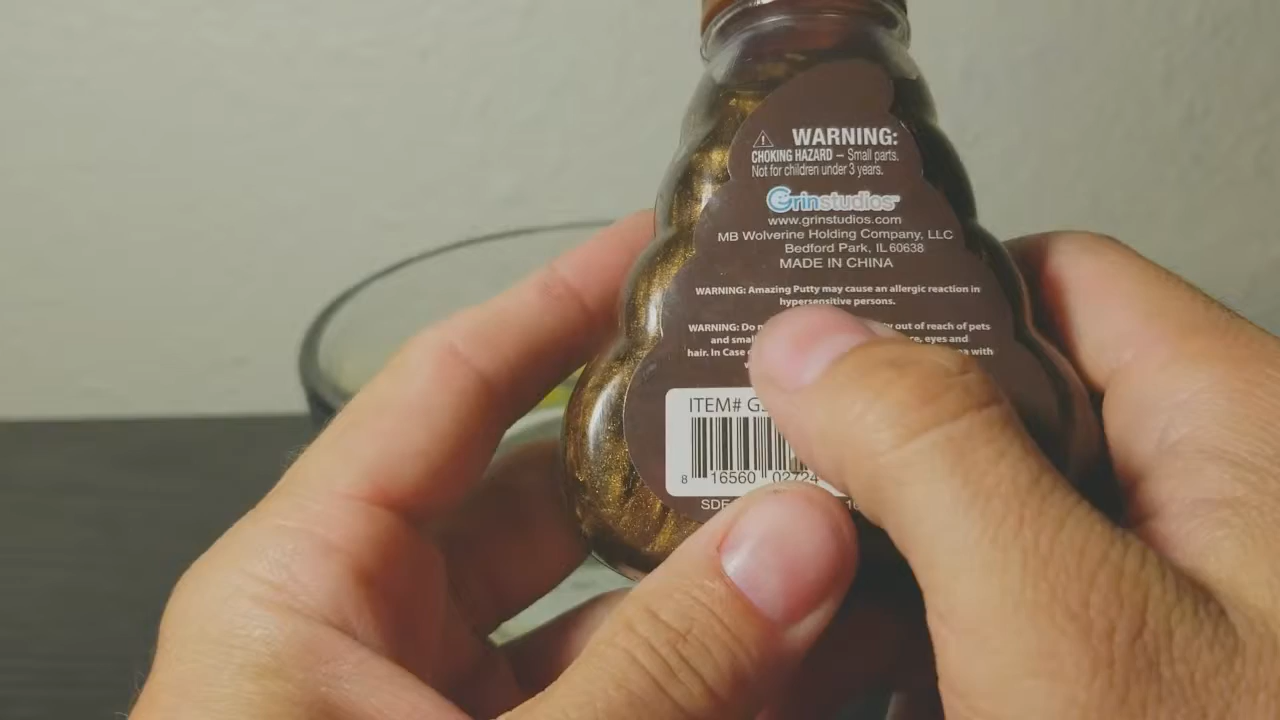 WARNING:
CHOKING HAZARD – Small parts.
Not for children under 3 years.
Grinstudios
www.grinstudios.com
MB Wolverine Holding Company, LLC
Bedford Park, IL 60638
MADE IN CHINA
WARNING: Amazing Putty may cause an allergic reaction in
hypersensitive persons.
WARNING: Do out of reach of pets
and eyes and
hair. In Case with
ITEM#
8 16560 02724